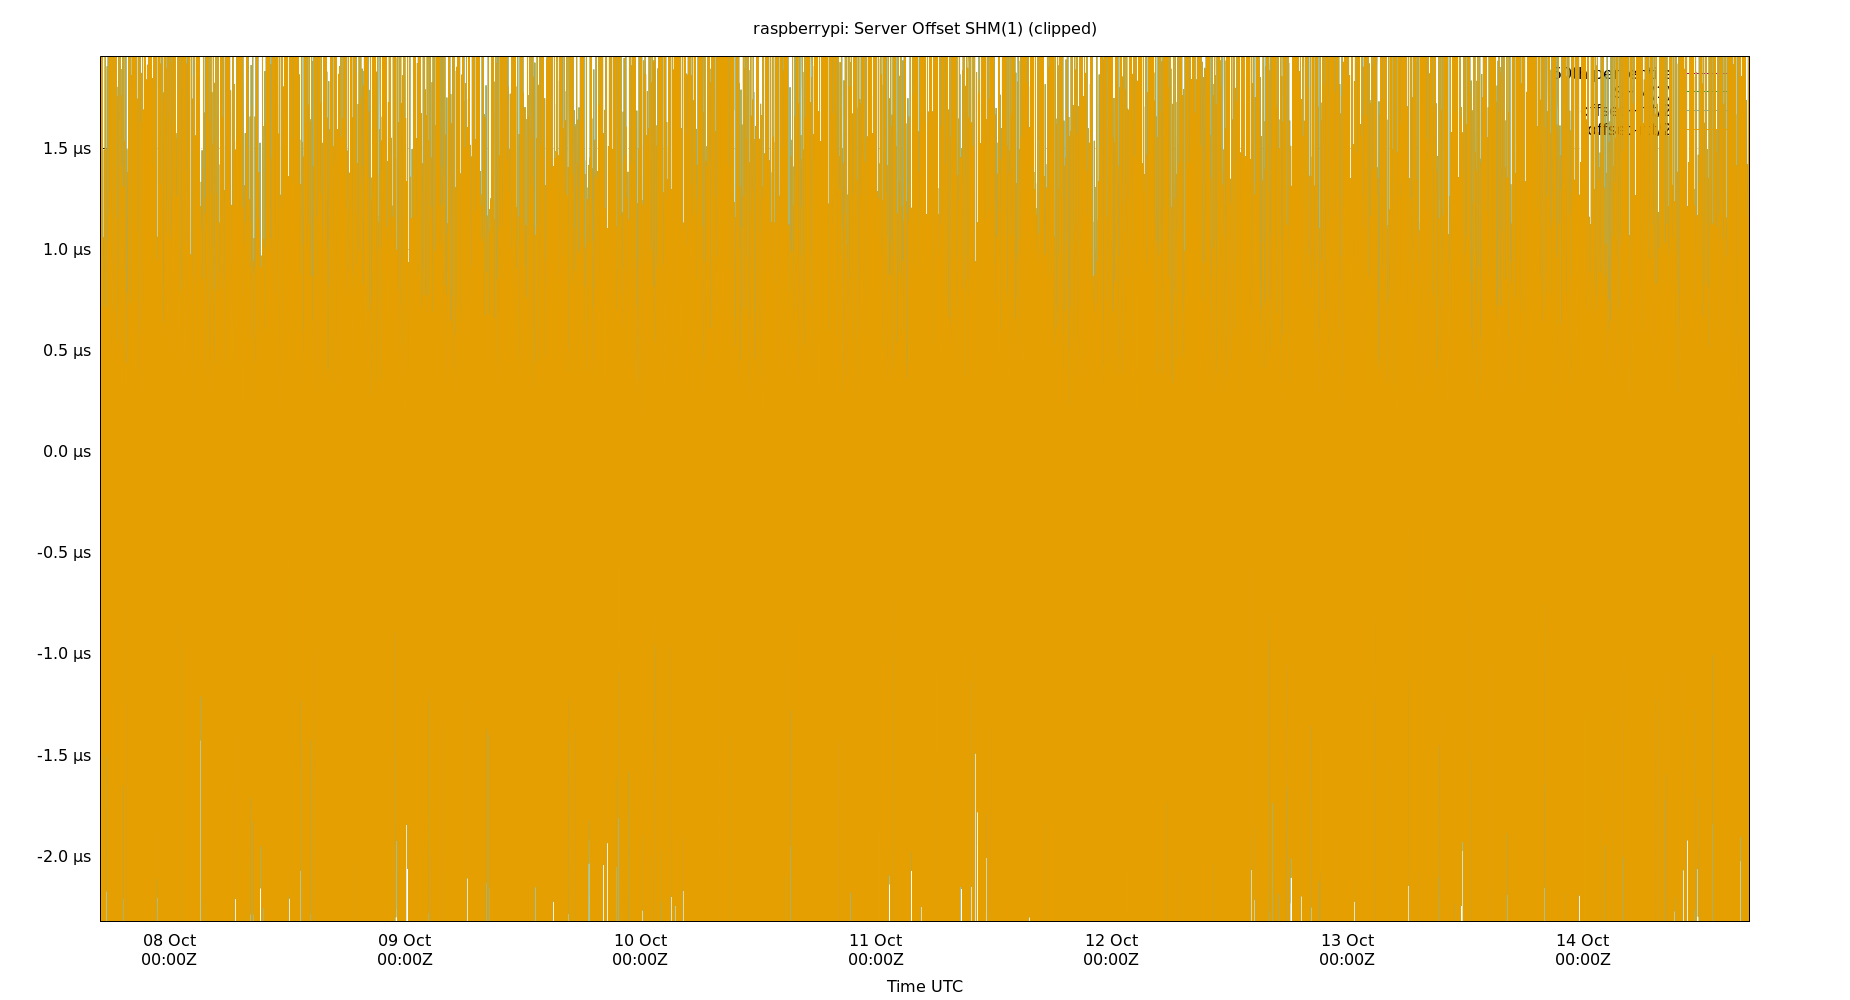 raspberrypi: Server Offset SHM(1) (clipped)
1.5 µs
1.0 µs
0.5 µs
0.0 µs
-0.5 µs
-1.0 µs
-1.5 µs
-2.0 µs
08 Oct 09 Oct 10 Oct 11 Oct 12 Oct 13 Oct 14 Oct
00:00Z 00:00Z 00:00Z 00:00Z 00:00Z 00:00Z 00:00Z
Time UTC